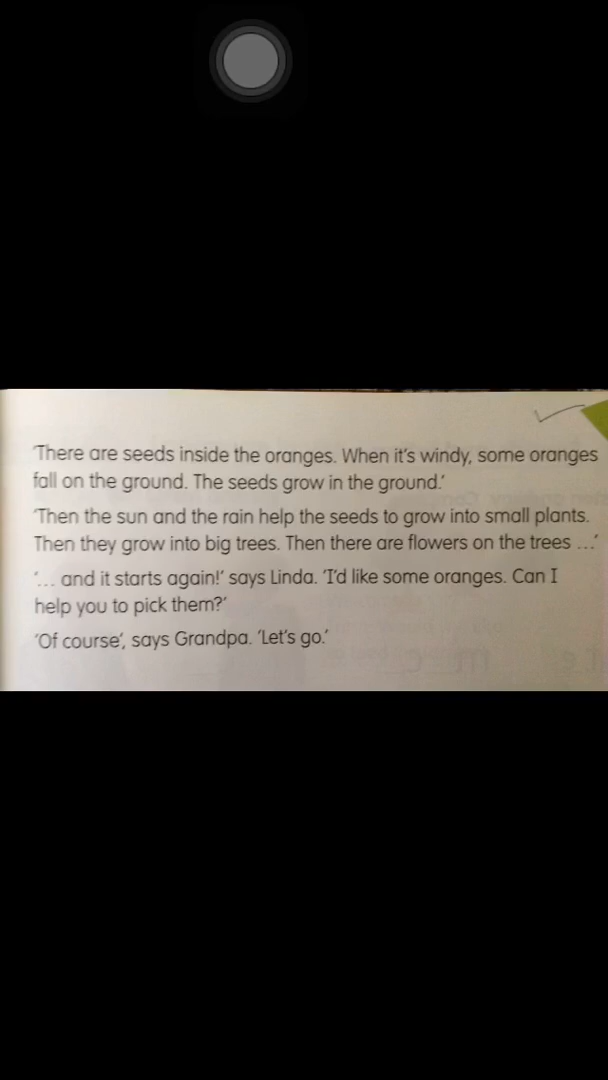 'There are seeds inside the oranges. When it's windy, some oranges
fall on the ground. The seeds grow in the ground.'
'Then the sun and the rain help the seeds to grow into small plants.
Then they grow into big trees. Then there are flowers on the trees ...'
'... and it starts again!' says Linda. 'I'd like some oranges. Can I
help you to pick them?'
'Of course', says Grandpa. 'Let's go.'